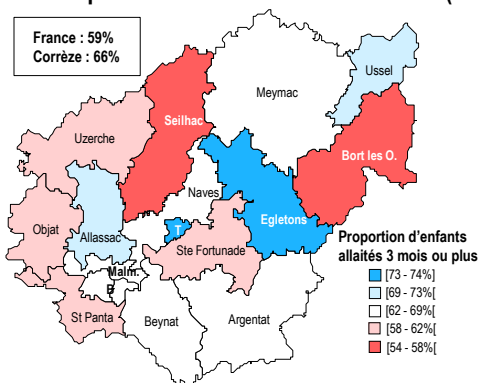 France : 59%
Corrèze : 66%
Ussel
Meymac
Seilhac
Uzerche
Bort les O.
Naves
Egletons
Objat
Allassac
T
Ste Fortunade
Malm.
B
St Panta
Beynat
Argentat
Proportion d'enfants
allaités 3 mois ou plus
[73 - 74%[
[69 - 73%[
[62 - 69%[
[58 - 62%[
[54 - 58%[